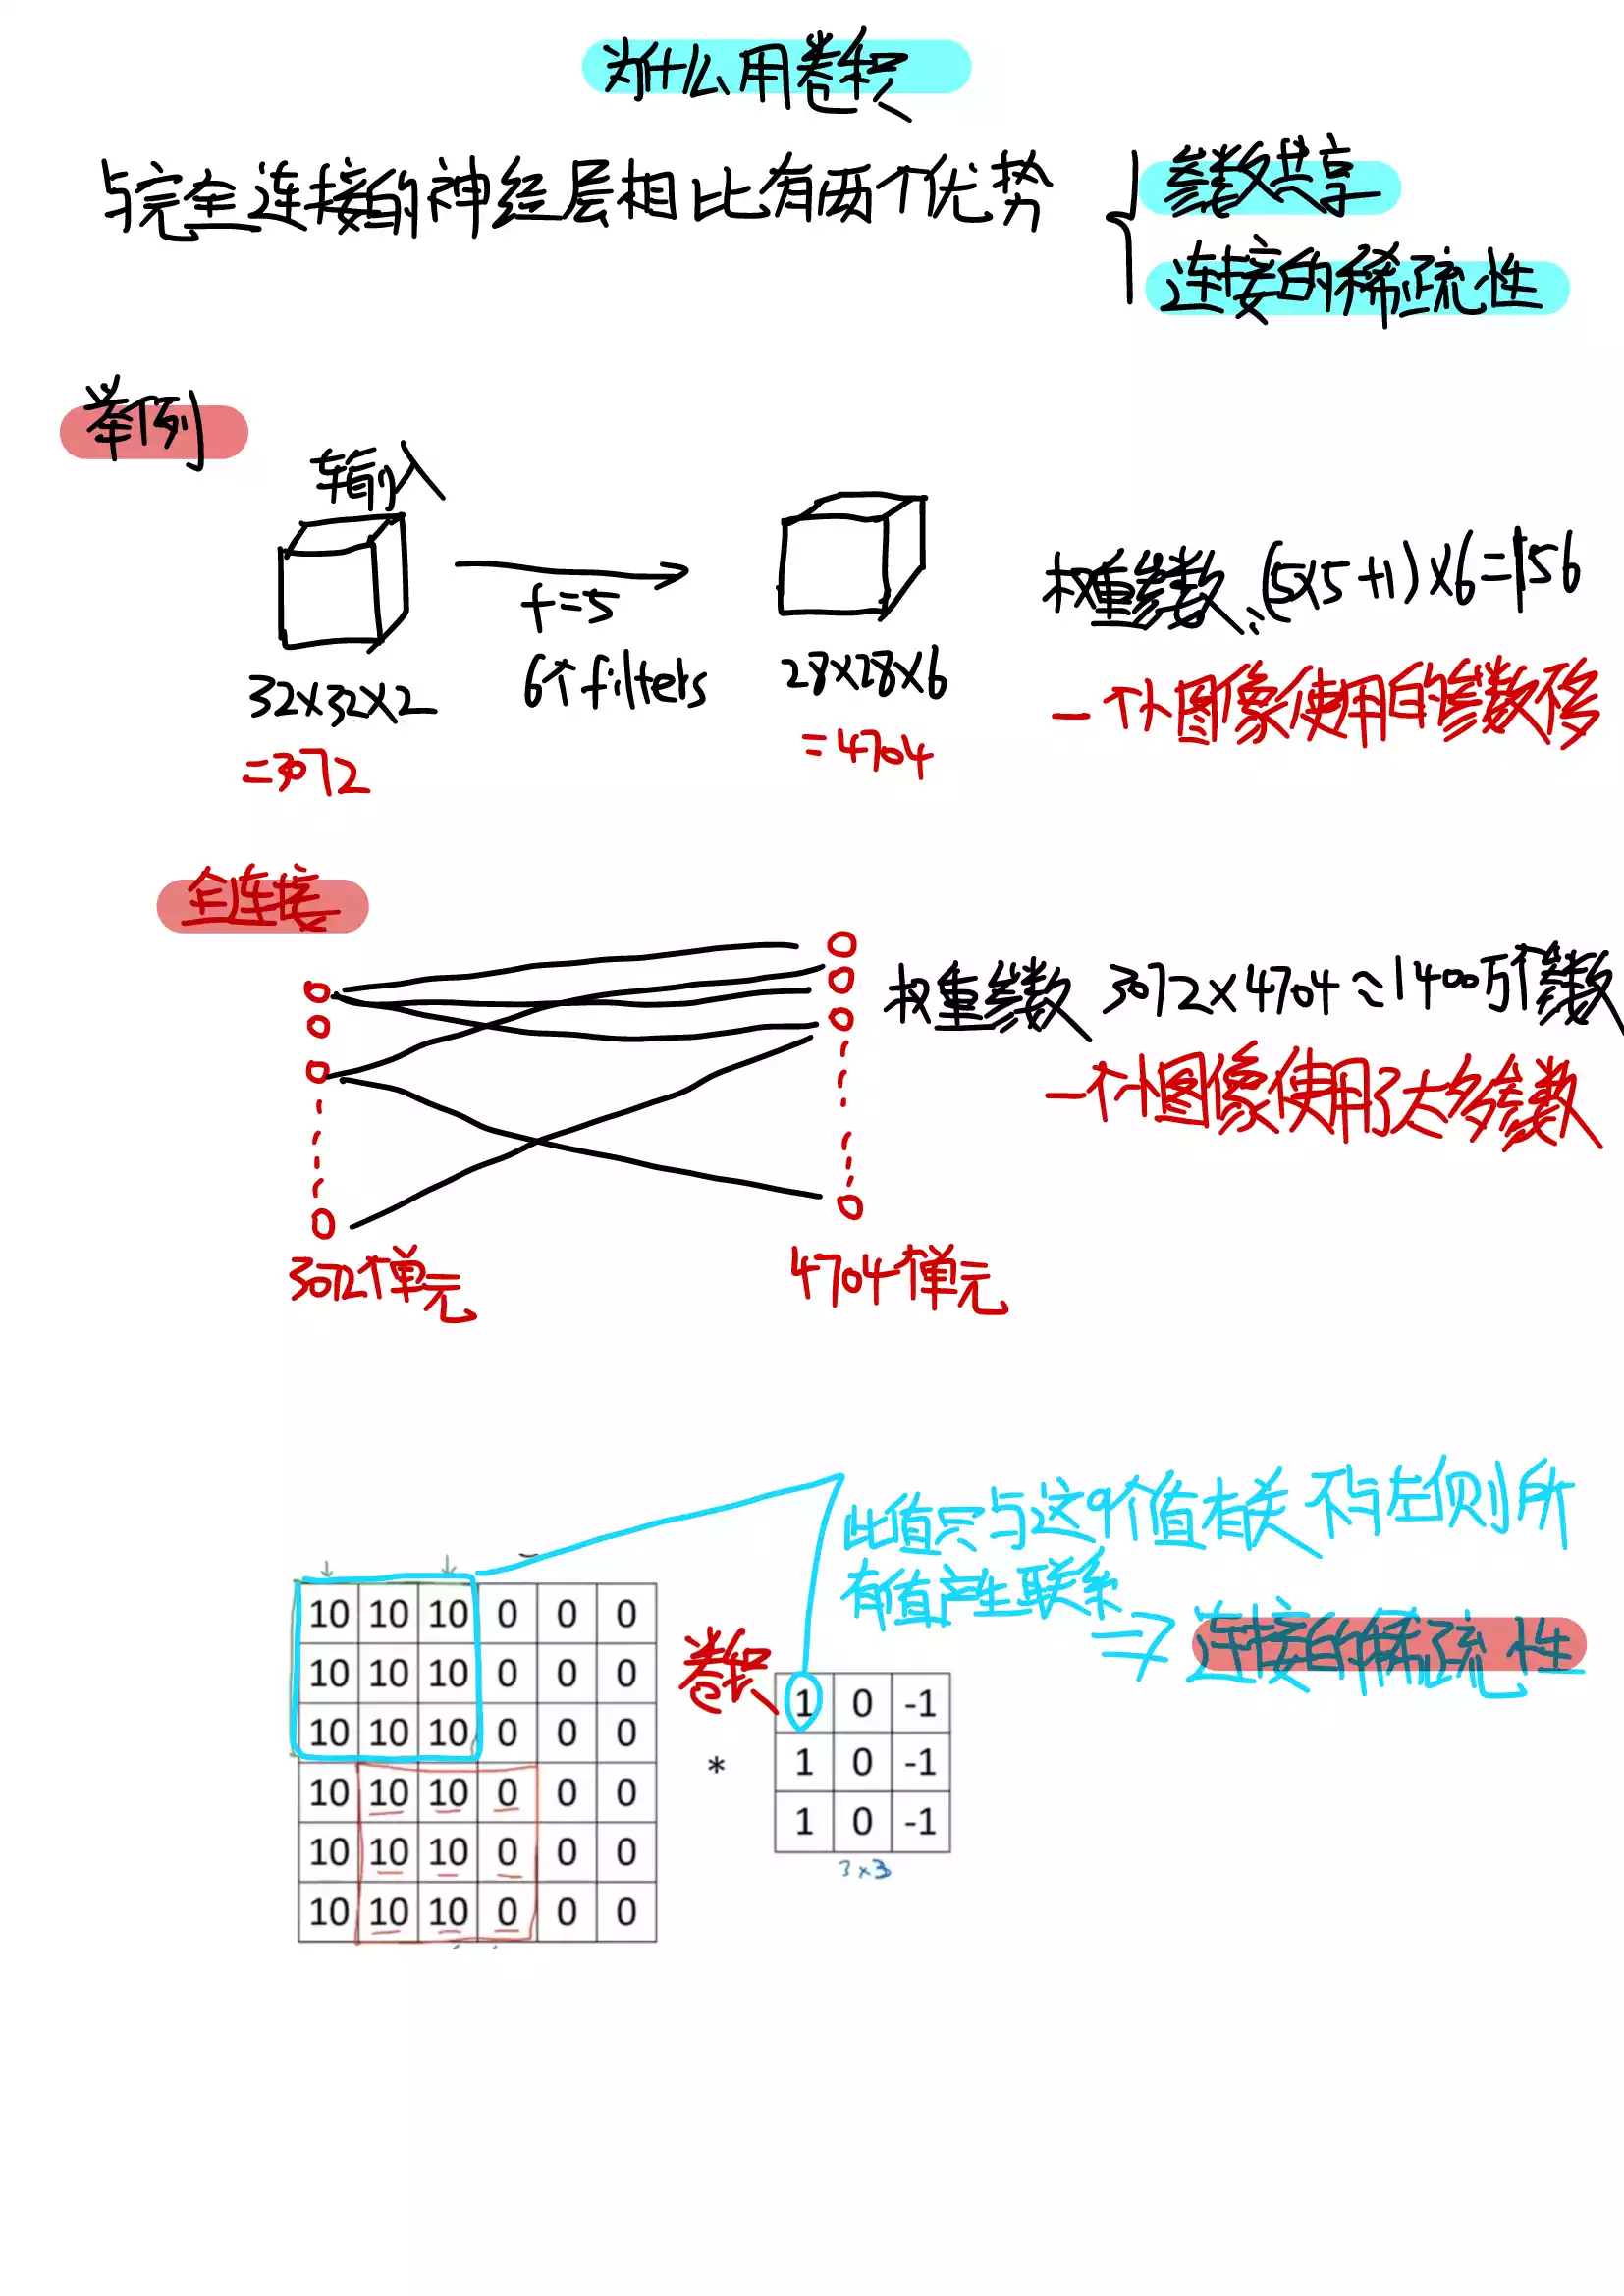 为什么用卷积
与完全连接的神经层相比有两个优势
参数共享
连接的稀疏性
举例
输入
f=5
6个filters
32×32×2
=3072
28×28×6
=4704
权重参数:(5×5+1)×6=156
一个小图像使用的参数不多
全连接
权重参数 3072×4704≈1400万个参数
一个小图像使用了太多参数
3072个单元
4704个单元
此值只与这9个值有关 不与左侧所
有值产生联系
=> 连接的稀疏性
10 10 10 0 0 0
10 10 10 0 0 0
10 10 10 0 0 0
10 10 10 0 0 0
10 10 10 0 0 0
10 10 10 0 0 0
卷积
*
1 0 -1
1 0 -1
1 0 -1
3×3